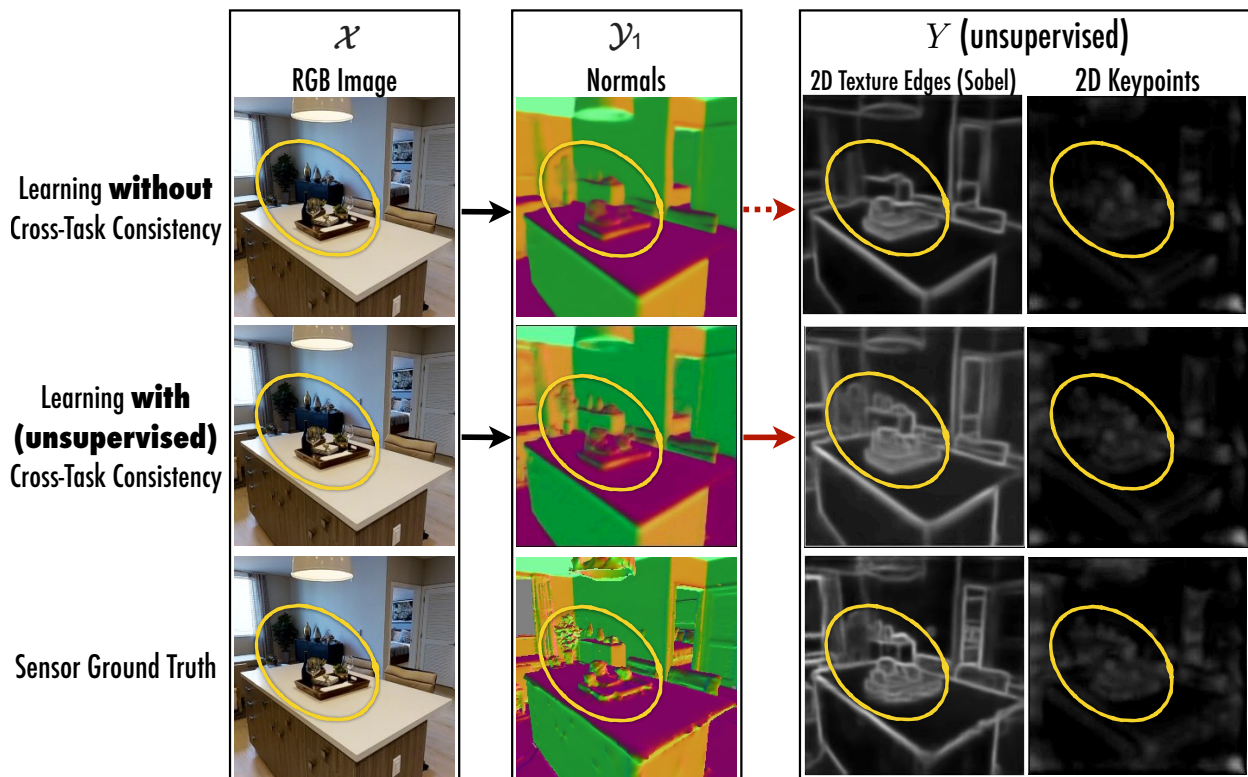 𝒳
RGB Image
𝒴₁
Normals
Y (unsupervised)
2D Texture Edges (Sobel)
2D Keypoints
Learning without
Cross-Task Consistency
Learning with
(unsupervised)
Cross-Task Consistency
Sensor Ground Truth